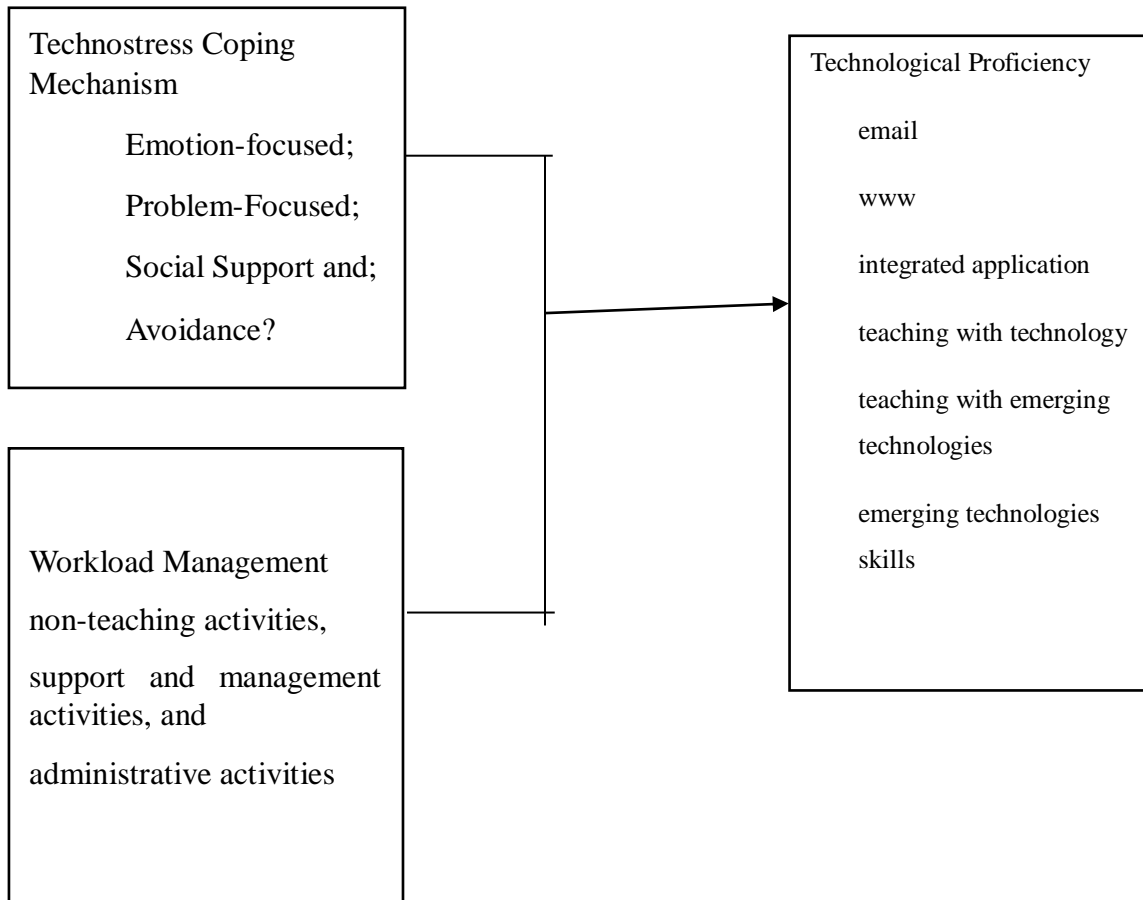 Technostress Coping
Mechanism
Emotion-focused;
Problem-Focused;
Social Support and;
Avoidance?
Workload Management
non-teaching activities,
support and management
activities, and
administrative activities
Technological Proficiency
email
www
integrated application
teaching with technology
teaching with emerging
technologies
emerging technologies
skills